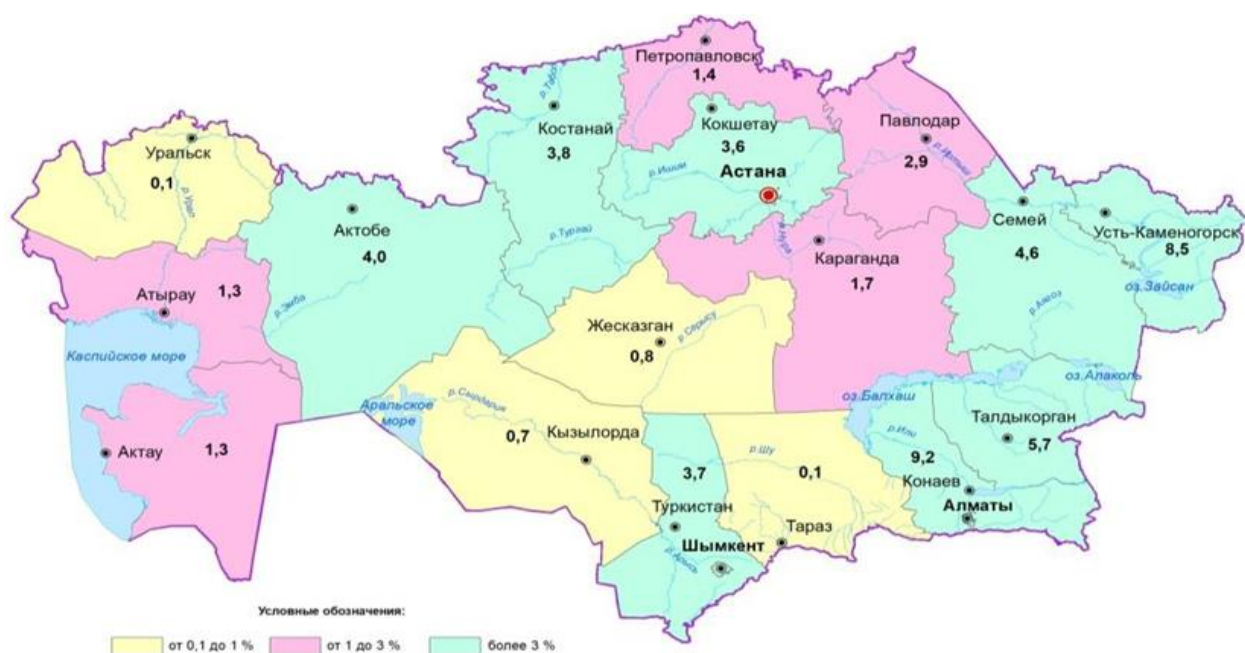 Петропавловск
1,4
р.Тобол
Костанай
3,8
Кокшетау
3,6
р.Ишим
Астана
Павлодар
2,9
р.Иртыш
Уральск
0,1
р.Урал
Актобе
4,0
р.Эмба
р.Тургай
р.Нура
Караганда
1,7
Семей
4,6
Усть-Каменогорск
8,5
оз.Зайсан
р.Аягоз
Атырау
1,3
Каспийское море
Актау
1,3
Жесказган
0,8
р.Сарысу
Аральское
море
р.Сырдария
0,7
Кызылорда
оз.Балхаш
оз.Алаколь
Талдыкорган
5,7
р.Или
9,2
Конаев
Алматы
3,7
Туркистан
р.Арысь
Шымкент
р.Шу
0,1
Тараз
Условные обозначения:
от 0,1 до 1 %
от 1 до 3 %
более 3 %